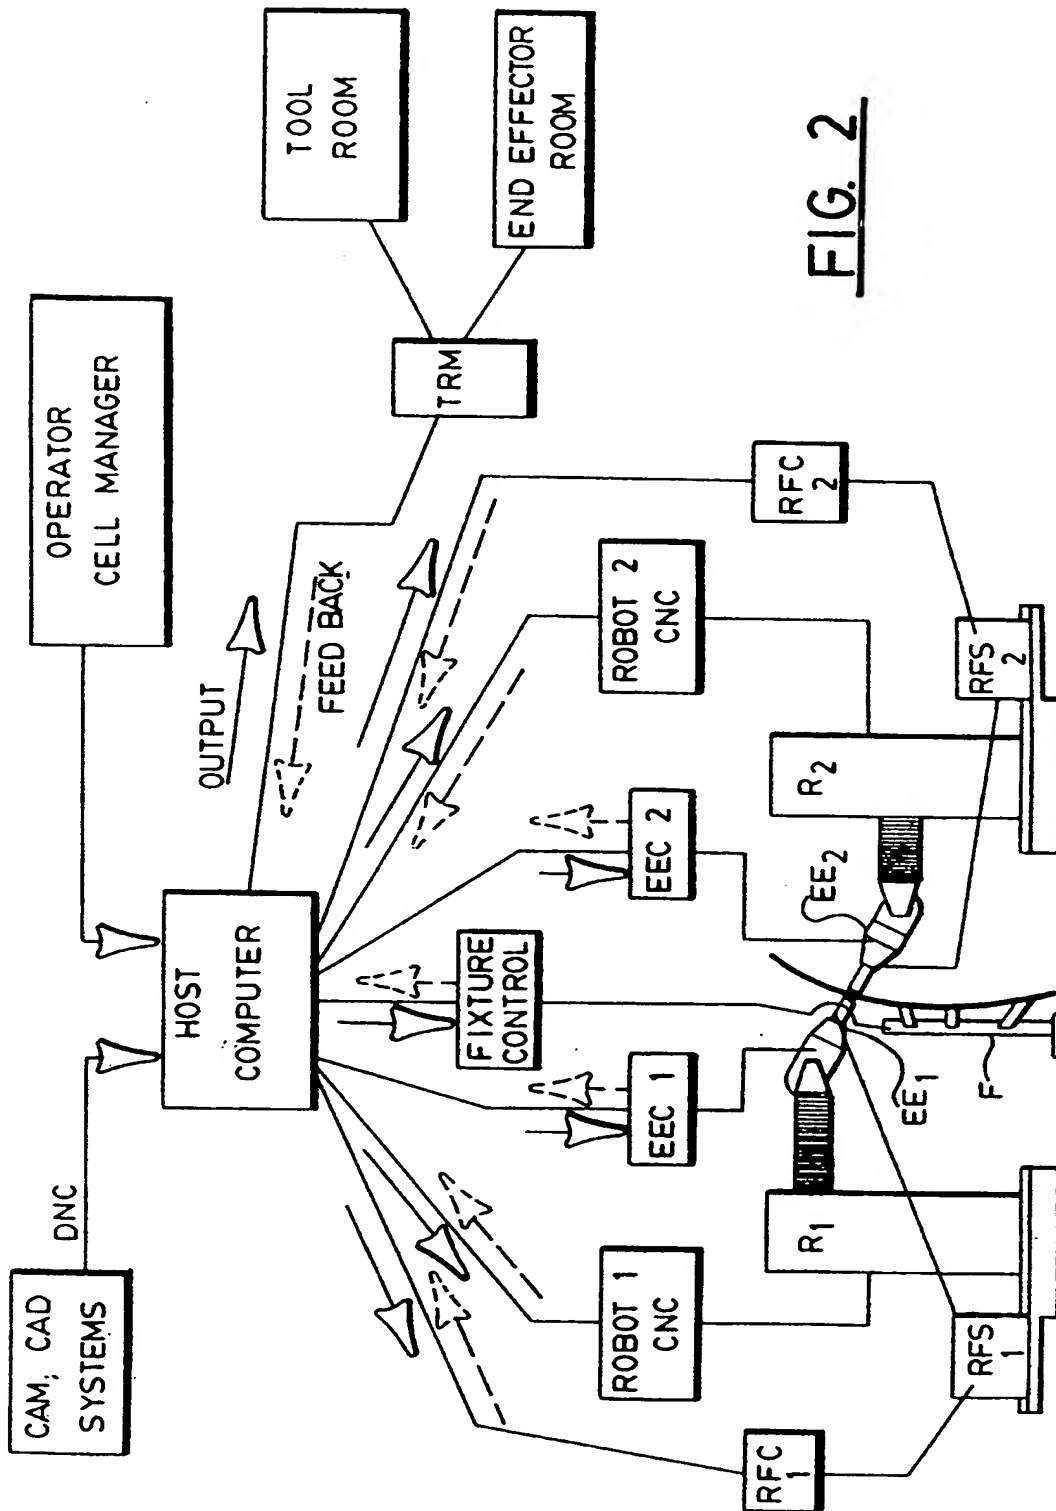 CAM; CAD
SYSTEMS
DNC
OPERATOR
CELL MANAGER
HOST
COMPUTER
OUTPUT
FEED BACK
TOOL
ROOM
END EFFECTOR
ROOM
TRM
RFC
1
ROBOT 1
CNC
EEC 1
FIXTURE
CONTROL
EEC 2
ROBOT 2
CNC
RFC
2
RFS
1
R1
EE1
F
EE2
R2
RFS
2
FIG. 2